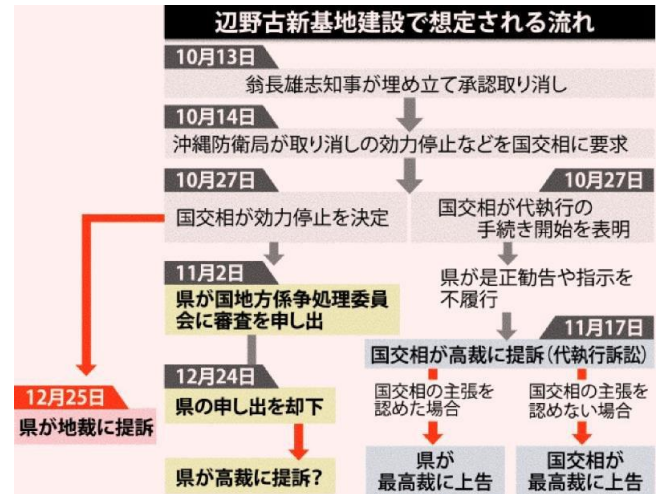 辺野古新基地建設で想定される流れ
10月13日
翁長雄志知事が埋め立て承認取り消し
10月14日
沖縄防衛局が取り消しの効力停止などを国交相に要求
10月27日
国交相が効力停止を決定
10月27日
国交相が代執行の
手続き開始を表明
11月2日
県が国地方係争処理委員
会に審査を申し出
県が是正勧告や指示を
不履行
11月17日
国交相が高裁に提訴(代執行訴訟)
12月24日
県の申し出を却下
12月25日
県が地裁に提訴
県が高裁に提訴?
国交相の主張を
認めた場合
県が
最高裁に上告
国交相の主張を
認めない場合
国交相が
最高裁に上告